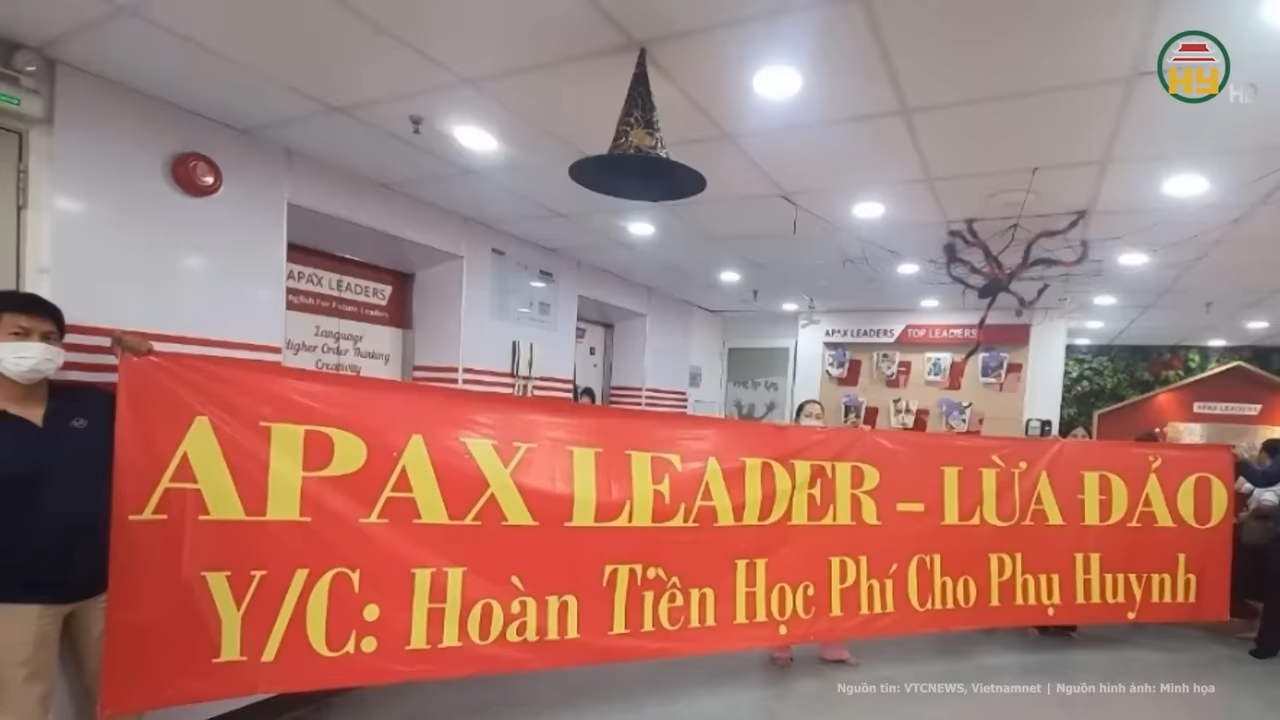 HY
HD
APAX LEADERS
English For Future Leaders
Language
Higher Order Thinking
Creativity
APAX LEADERS TOP LEADERS
APAX LEADERS
APAX LEADER – LỪA ĐẢO
Y/C: Hoàn Tiền Học Phí Cho Phụ Huynh
Nguồn tin: VTCNEWS, Vietnamnet | Nguồn hình ảnh: Minh họa